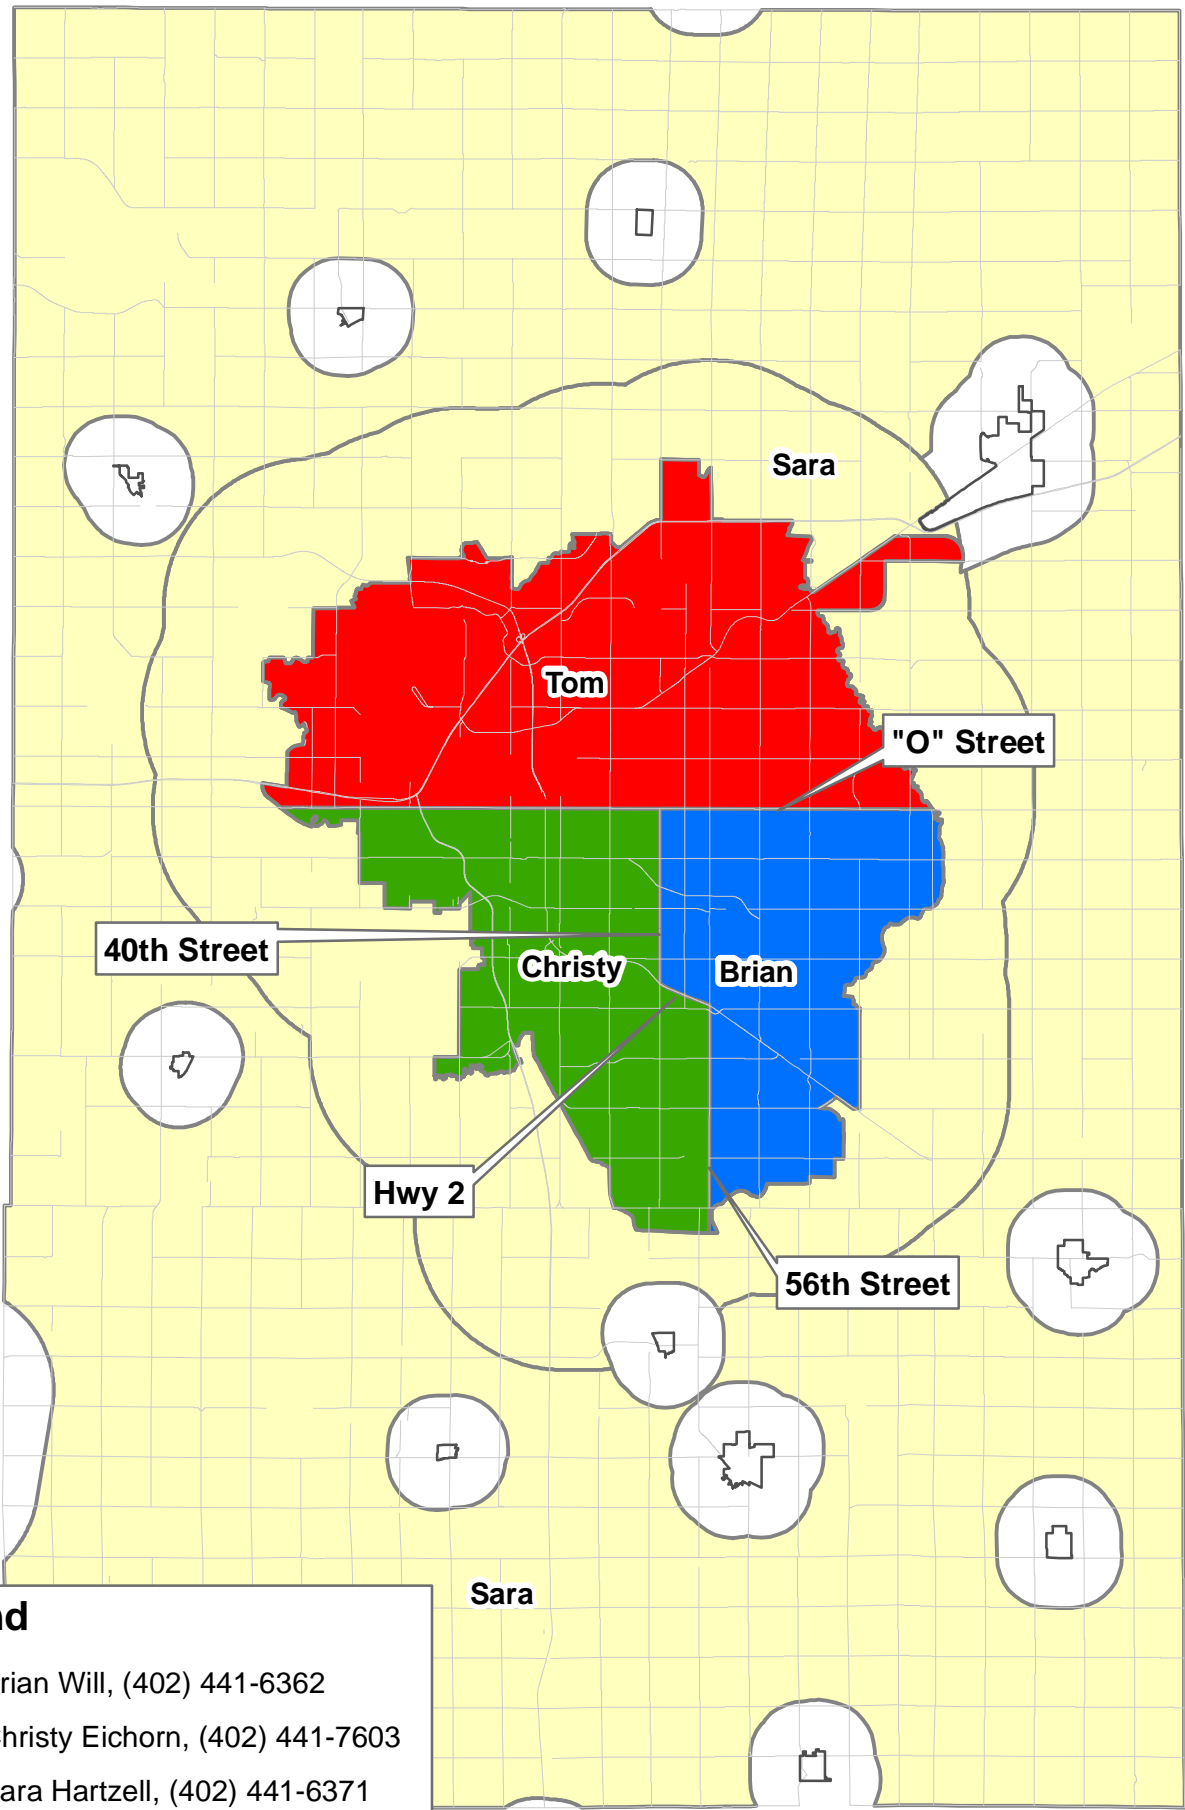 Sara
Tom
"O" Street
40th Street
Christy
Brian
Hwy 2
56th Street
Sara
nd
rian Will, (402) 441-6362
hristy Eichorn, (402) 441-7603
ara Hartzell, (402) 441-6371